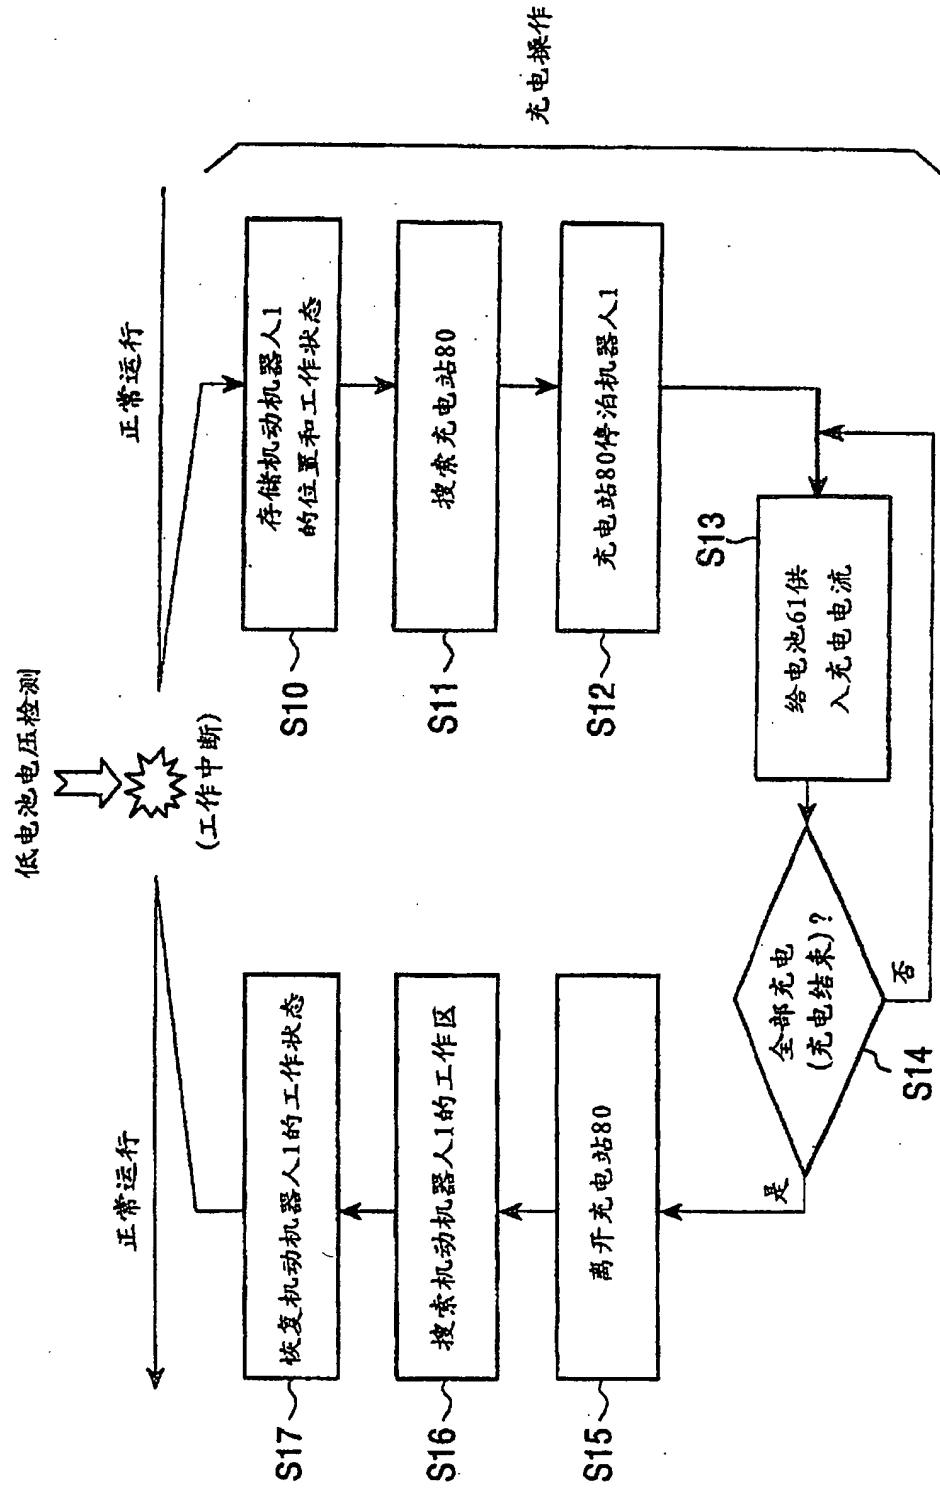 低电池电压检测
正常运行
(工作中断)
正常运行
存储机动机器人1
的位置和工作状态
S10
搜索充电站80
S11
充电站80停泊机器人1
S12
给电池61供
入充电电流
S13
全部充电
(充电结束)?
S14
否
是
离开充电站80
S15
搜索机动机器人1的工作区
S16
恢复机动机器人1的工作状态
S17
充电操作